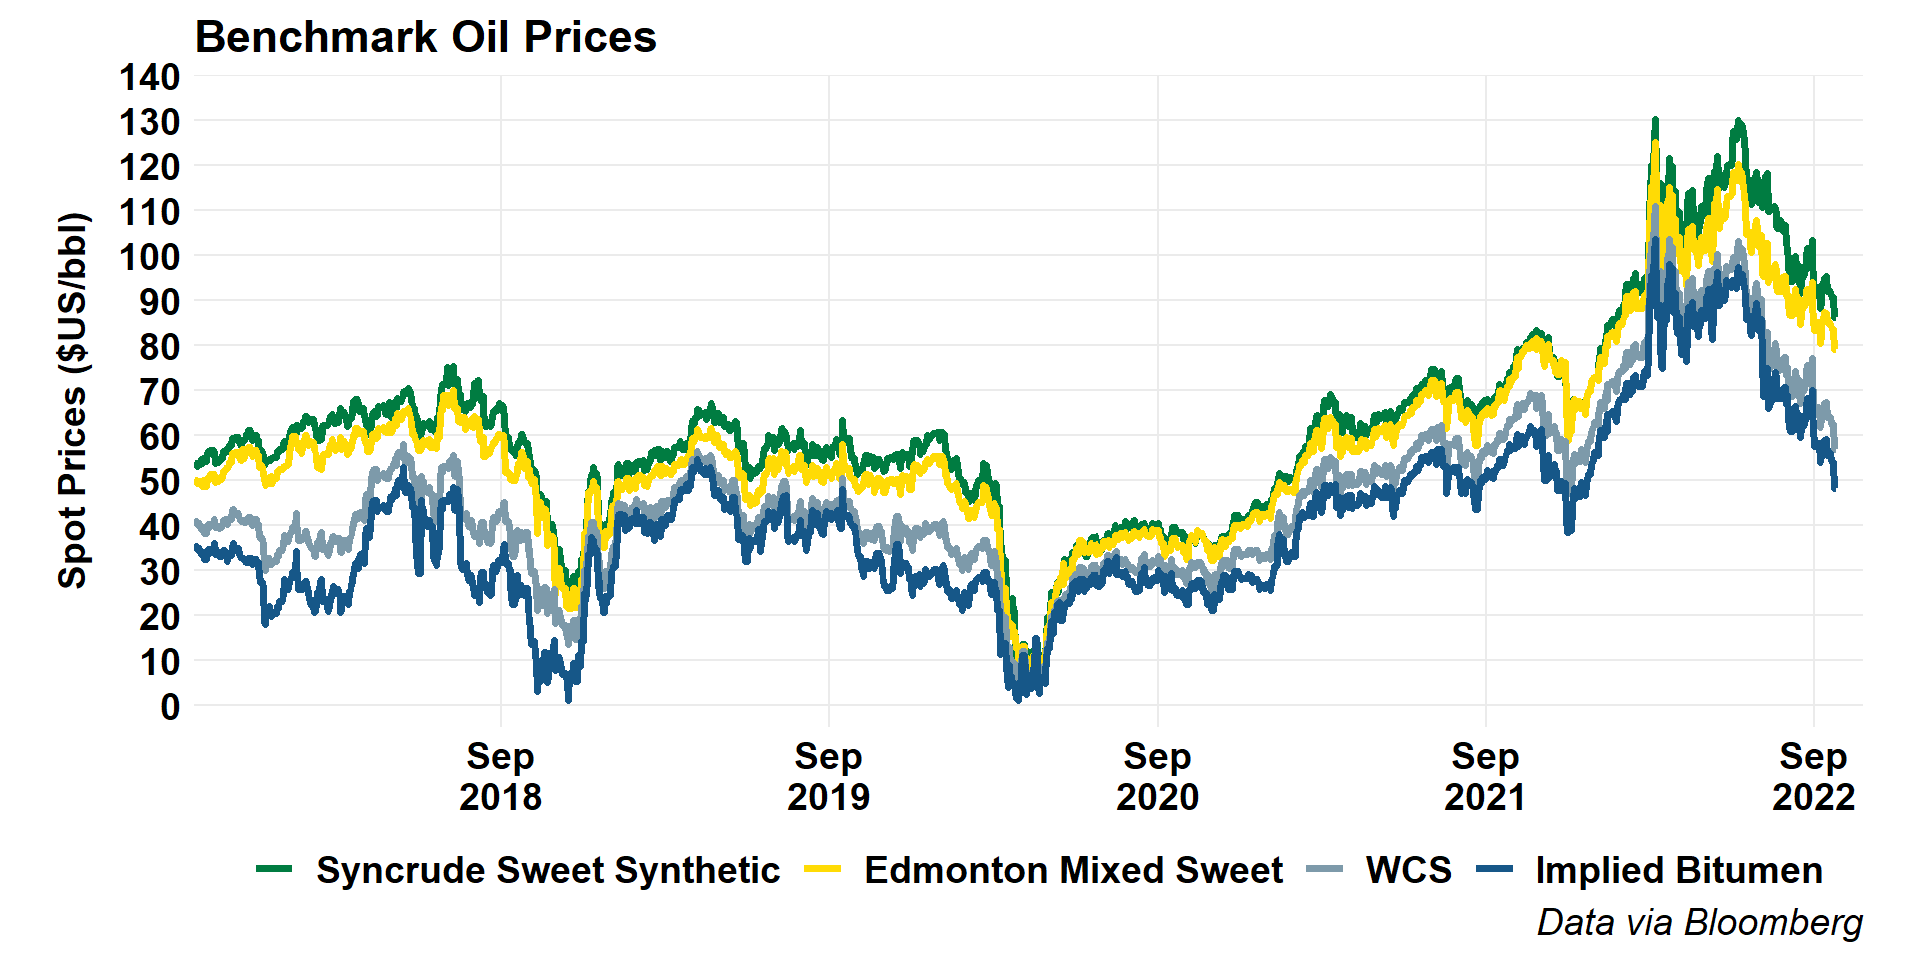 Benchmark Oil Prices
Spot Prices ($US/bbl)
140
130
120
110
100
90
80
70
60
50
40
30
20
10
0
Sep 2018
Sep 2019
Sep 2020
Sep 2021
Sep 2022
Syncrude Sweet Synthetic
Edmonton Mixed Sweet
WCS
Implied Bitumen
Data via Bloomberg